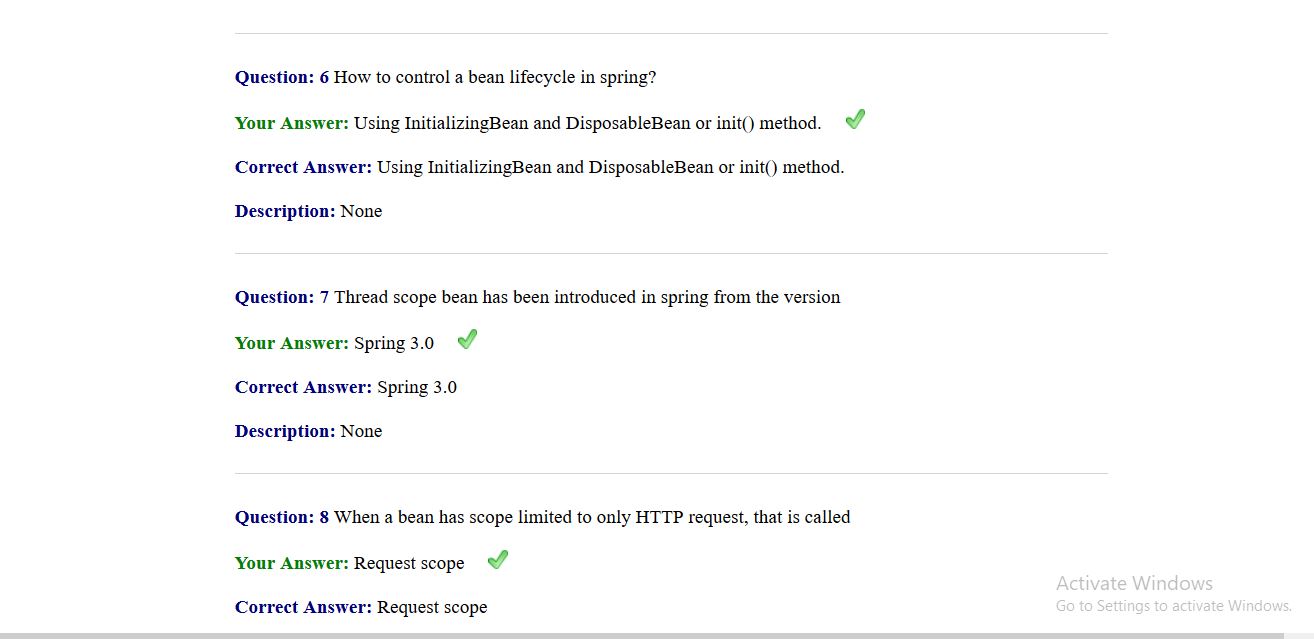 Question: 6 How to control a bean lifecycle in spring?
Your Answer: Using InitializingBean and DisposableBean or init() method.
Correct Answer: Using InitializingBean and DisposableBean or init() method.
Description: None
Question: 7 Thread scope bean has been introduced in spring from the version
Your Answer: Spring 3.0
Correct Answer: Spring 3.0
Description: None
Question: 8 When a bean has scope limited to only HTTP request, that is called
Your Answer: Request scope
Correct Answer: Request scope
Activate Windows
Go to Settings to activate Windows.